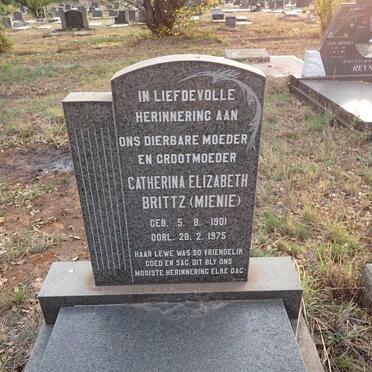 IN LIEFDEVOLLE
HERINNERING AAN
ONS DIERBARE MOEDER
EN GROOTMOEDER
CATHERINA ELIZABETH
BRITTZ (MIENIE)
GEB. 5. 8. 1901
OORL. 28. 2. 1975
HAAR LEWE WAS SO VRIENDELIK
GOED EN SAG, DIT BLY ONS
MOOISTE HERINNERING ELKE DAG